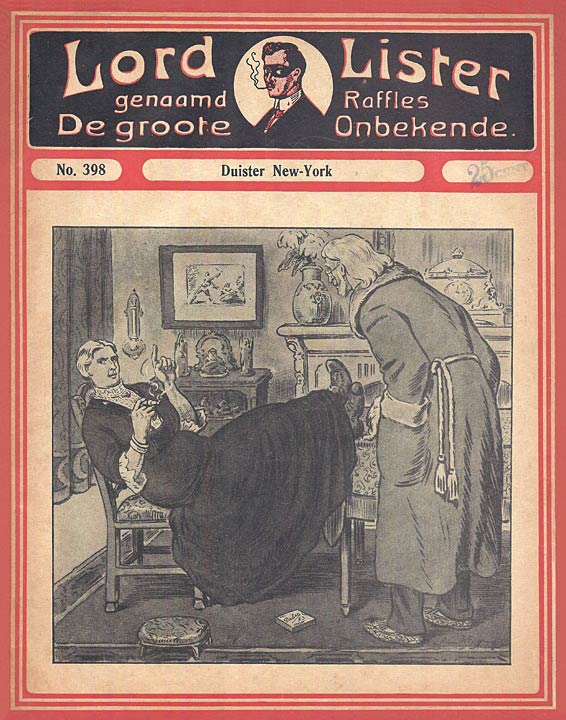 Lord Lister
genaamd Raffles
De groote Onbekende.
No. 398 Duister New-York 25 CENT